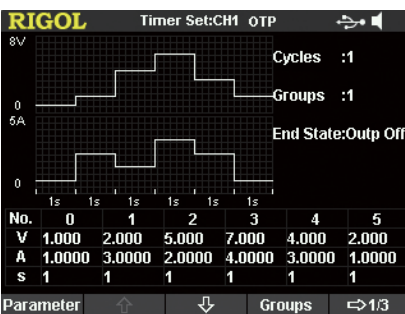 RIGOL Timer Set:CH1 OTP
8V
Cycles :1
0
Groups :1
5A
End State:Outp Off
0
1s 1s 1s 1s 1s 1s
No. 0 1 2 3 4 5
V 1.000 2.000 5.000 7.000 4.000 2.000
A 1.0000 3.0000 2.0000 4.0000 3.0000 1.0000
s 1 1 1 1 1 1
Parameter Groups ⇨1/3